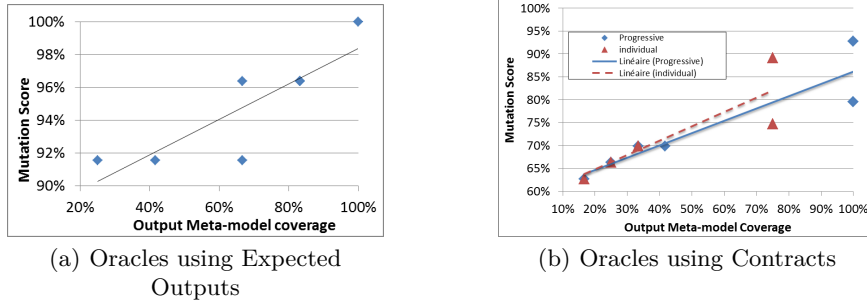 100%
98%
96%
94%
92%
90%
Mutation Score
20%
40%
60%
80%
100%
Output Meta-model coverage
(a) Oracles using Expected
Outputs
100%
95%
90%
85%
80%
75%
70%
65%
60%
Mutation Score
Progressive
individual
Linéaire (Progressive)
Linéaire (individual)
10%
20%
30%
40%
50%
60%
70%
80%
90%
100%
Output Meta-model Coverage
(b) Oracles using Contracts